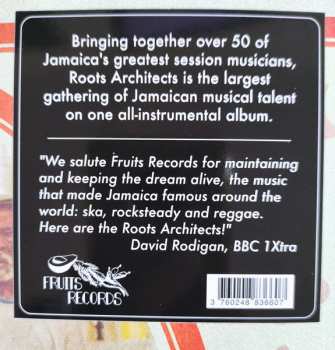 Bringing together over 50 of
Jamaica's greatest session musicians,
Roots Architects is the largest
gathering of Jamaican musical talent
on one all-instrumental album.
"We salute Fruits Records for maintaining
and keeping the dream alive, the music
that made Jamaica famous around the
world: ska, rocksteady and reggae.
Here are the Roots Architects!"
David Rodigan, BBC 1Xtra
FRUITS
RECORDS
3 760248 836607